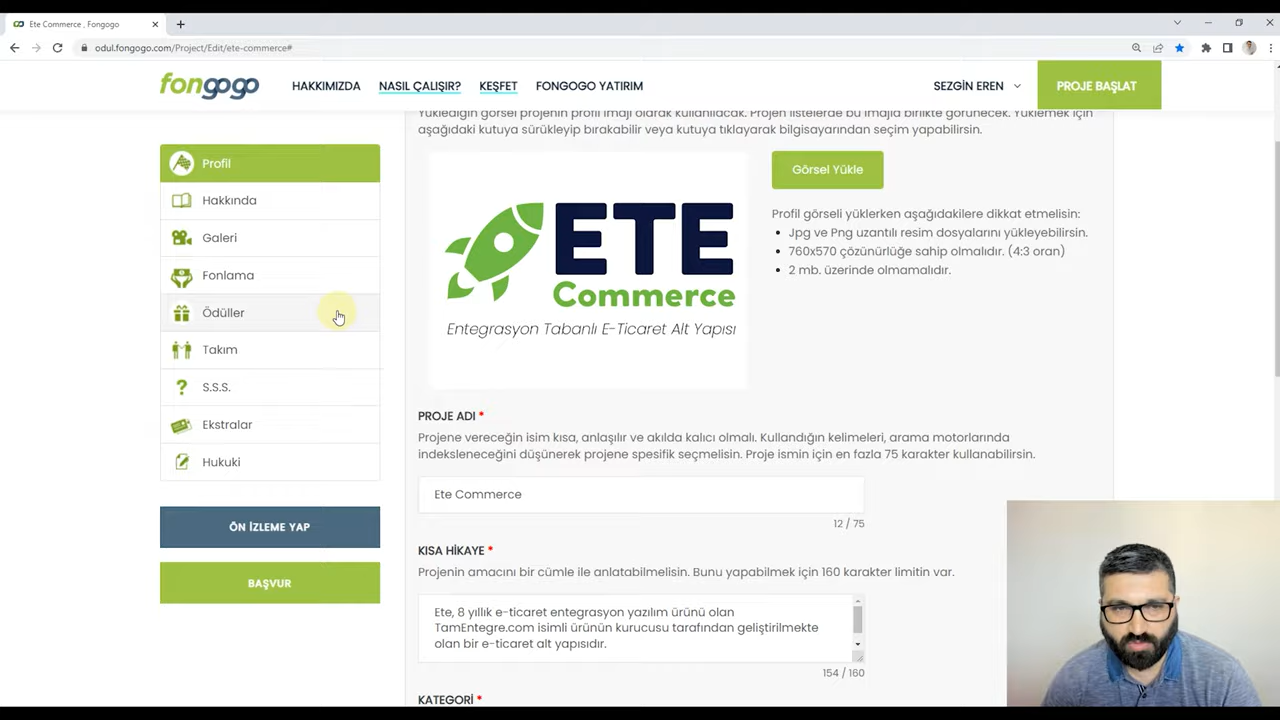 Ete Commerce , Fongogo
odul.fongogo.com/Project/Edit/ete-commerce#
fongogo
HAKKIMIZDA
NASIL ÇALIŞIR?
KEŞFET
FONGOGO YATIRIM
SEZGİN EREN
PROJE BAŞLAT
Yüklediğin görsel projenin profil imajı olarak kullanılacak. Projen listelerde bu imajla birlikte görünecek. Yüklemek için
aşağıdaki kutuya sürükleyip bırakabilir veya kutuya tıklayarak bilgisayarından seçim yapabilirsin.
Profil
Hakkında
Galeri
Fonlama
Ödüller
Takım
S.S.S.
Ekstralar
Hukuki
ÖN İZLEME YAP
BAŞVUR
ETE
Commerce
Entegrasyon Tabanlı E-Ticaret Alt Yapısı
Görsel Yükle
Profil görseli yüklerken aşağıdakilere dikkat etmelisin:
Jpg ve Png uzantılı resim dosyalarını yükleyebilirsin.
760x570 çözünürlüğe sahip olmalıdır. (4:3 oran)
2 mb. üzerinde olmamalıdır.
PROJE ADI *
Projene vereceğin isim kısa, anlaşılır ve akılda kalıcı olmalı. Kullandığın kelimeleri, arama motorlarında
indeksleneceğini düşünerek projene spesifik seçmelisin. Proje ismin için en fazla 75 karakter kullanabilirsin.
Ete Commerce
12 / 75
KISA HİKAYE *
Projenin amacını bir cümle ile anlatabilmelisin. Bunu yapabilmek için 160 karakter limitin var.
Ete, 8 yıllık e-ticaret entegrasyon yazılım ürünü olan
TamEntegre.com isimli ürünün kurucusu tarafından geliştirilmekte
olan bir e-ticaret alt yapısıdır.
154 / 160
KATEGORİ *